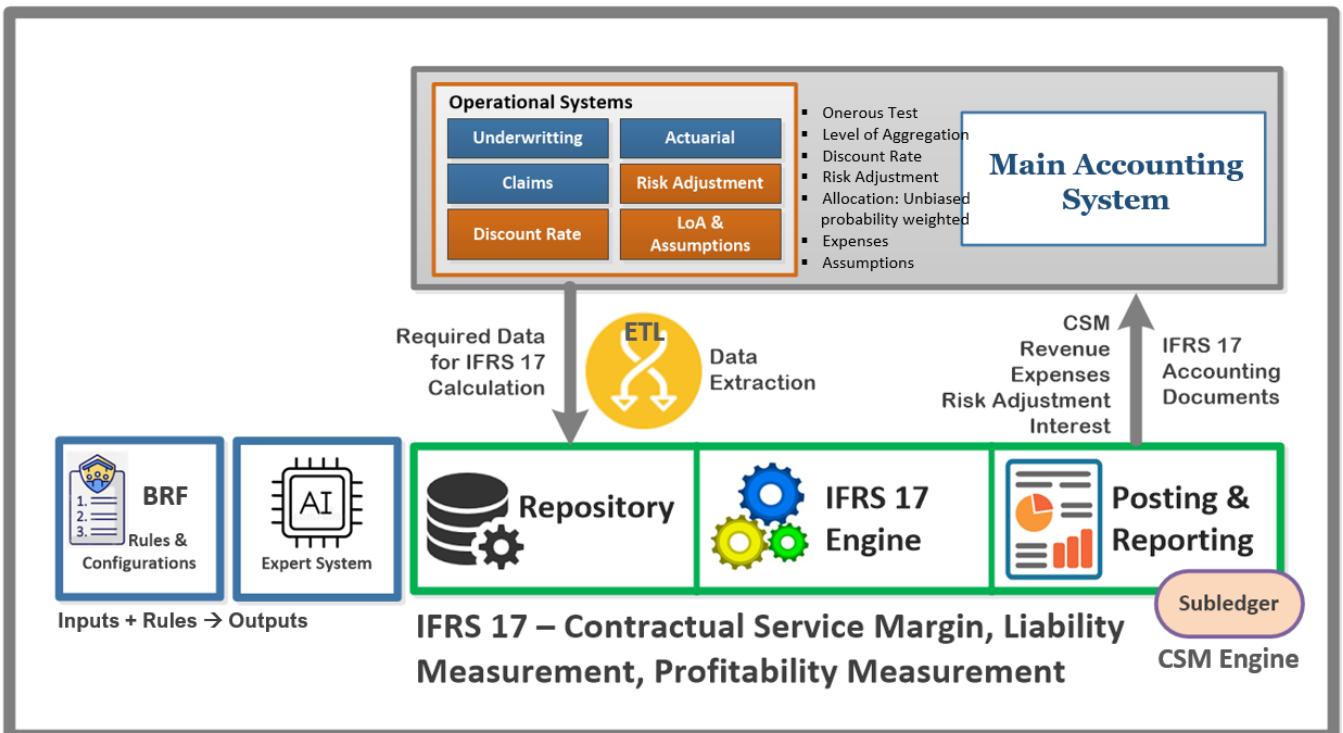 Operational Systems
Underwritting
Actuarial
Claims
Risk Adjustment
Discount Rate
LoA &
Assumptions
▪ Onerous Test
▪ Level of Aggregation
▪ Discount Rate
▪ Risk Adjustment
▪ Allocation: Unbiased
probability weighted
▪ Expenses
▪ Assumptions
Main Accounting
System
Required Data
for IFRS 17
Calculation
ETL
Data
Extraction
CSM
Revenue
Expenses
Risk Adjustment
Interest
IFRS 17
Accounting
Documents
1.
2.
3.
BRF
Rules &
Configurations
AI
Expert System
Inputs + Rules → Outputs
Repository
IFRS 17
Engine
Posting &
Reporting
Subledger
CSM Engine
IFRS 17 – Contractual Service Margin, Liability
Measurement, Profitability Measurement